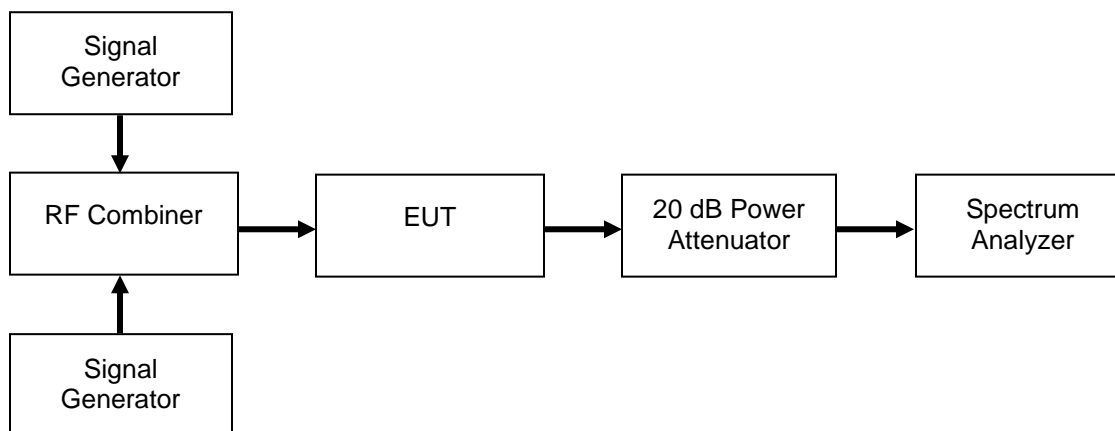 Signal
Generator
RF Combiner
EUT
20 dB Power
Attenuator
Spectrum
Analyzer
Signal
Generator